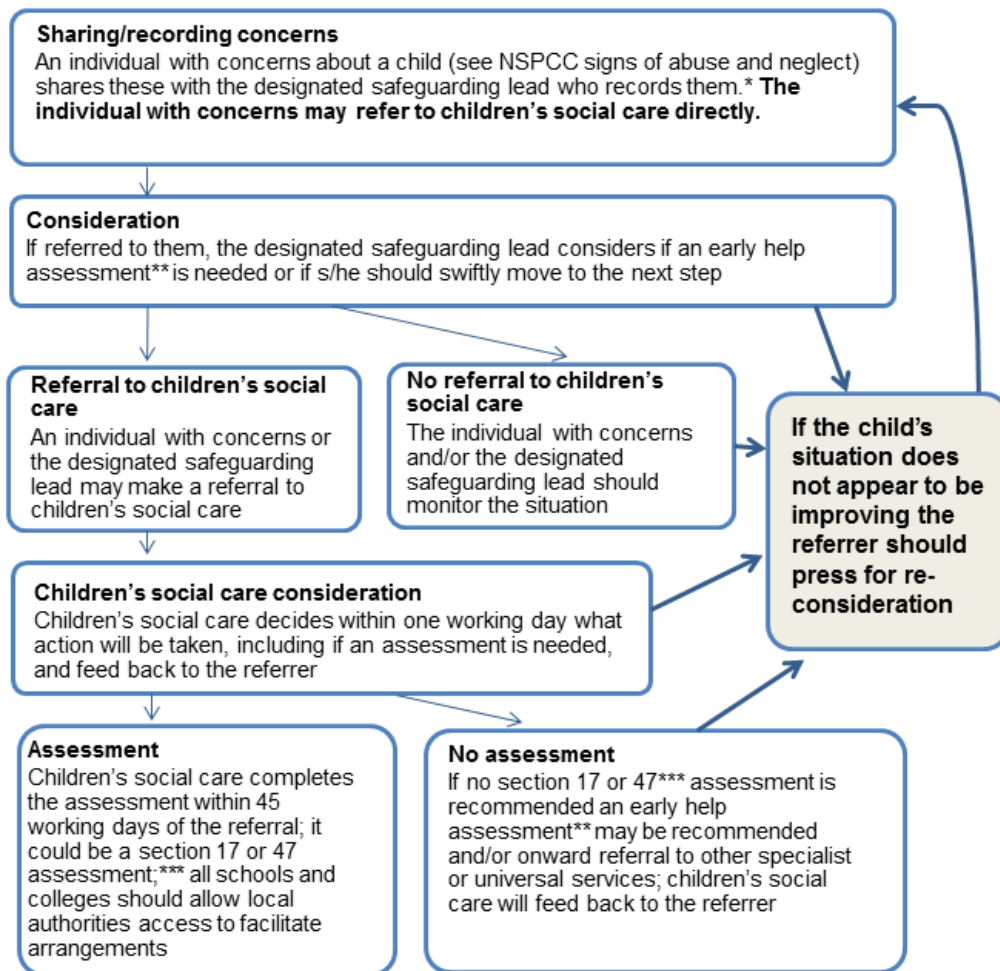 Sharing/recording concerns
An individual with concerns about a child (see NSPCC signs of abuse and neglect)
shares these with the designated safeguarding lead who records them.* The
individual with concerns may refer to children's social care directly.
Consideration
If referred to them, the designated safeguarding lead considers if an early help
assessment** is needed or if s/he should swiftly move to the next step
Referral to children's social
care
An individual with concerns or
the designated safeguarding
lead may make a referral to
children's social care
No referral to children's
social care
The individual with concerns
and/or the designated
safeguarding lead should
monitor the situation
If the child's
situation does
not appear to be
improving the
referrer should
press for re-
consideration
Children's social care consideration
Children's social care decides within one working day what
action will be taken, including if an assessment is needed,
and feed back to the referrer
Assessment
Children's social care completes
the assessment within 45
working days of the referral; it
could be a section 17 or 47
assessment;*** all schools and
colleges should allow local
authorities access to facilitate
arrangements
No assessment
If no section 17 or 47*** assessment is
recommended an early help
assessment** may be recommended
and/or onward referral to other specialist
or universal services; children's social
care will feed back to the referrer